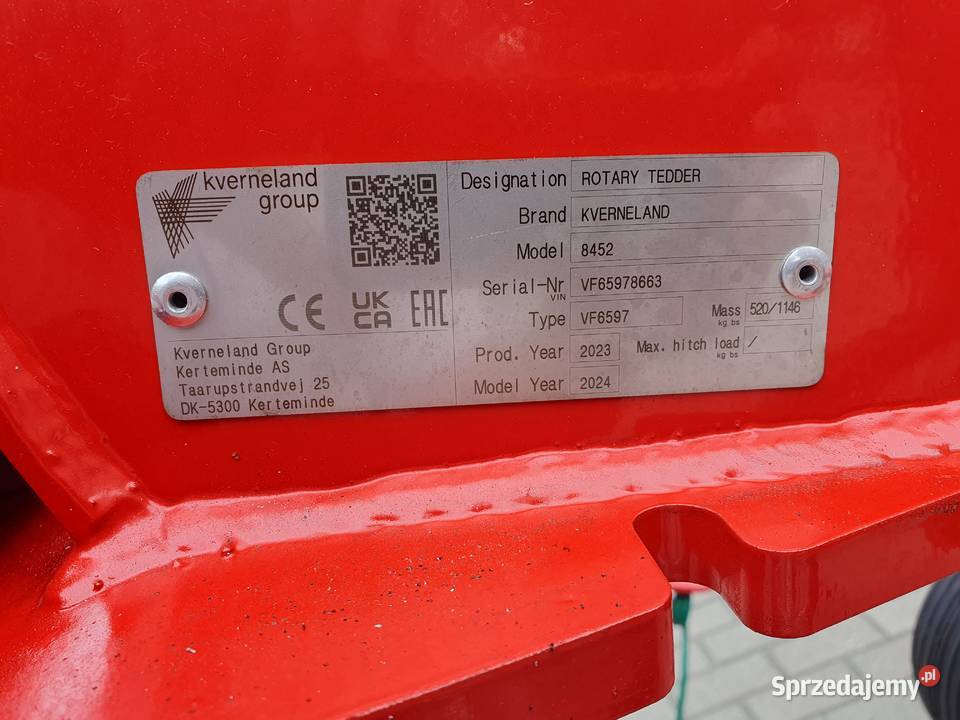 kverneland
group
CE UK CA EAC
Kverneland Group
Kerteminde AS
Taarupstrandvej 25
DK-5300 Kerteminde
Designation ROTARY TEDDER
Brand KVERNELAND
Model 8452
Serial-Nr VF65978663
VIN
Type VF6597 Mass 520/1146
kg lbs
Prod. Year 2023 Max. hitch load /
kg lbs
Model Year 2024
Sprzedajemy.pl